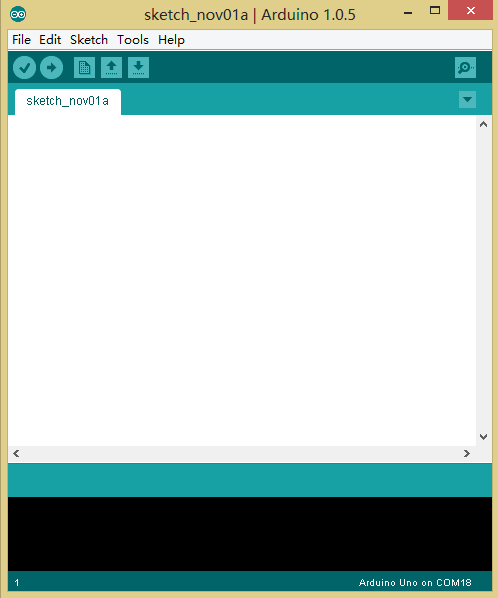 sketch_nov01a | Arduino 1.0.5
File Edit Sketch Tools Help
sketch_nov01a
1
Arduino Uno on COM18